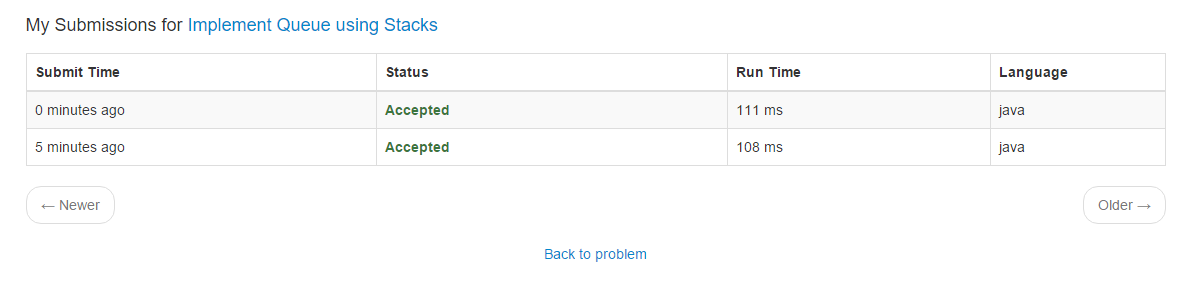 My Submissions for Implement Queue using Stacks
Submit Time Status Run Time Language
0 minutes ago Accepted 111 ms java
5 minutes ago Accepted 108 ms java
← Newer Older →
Back to problem